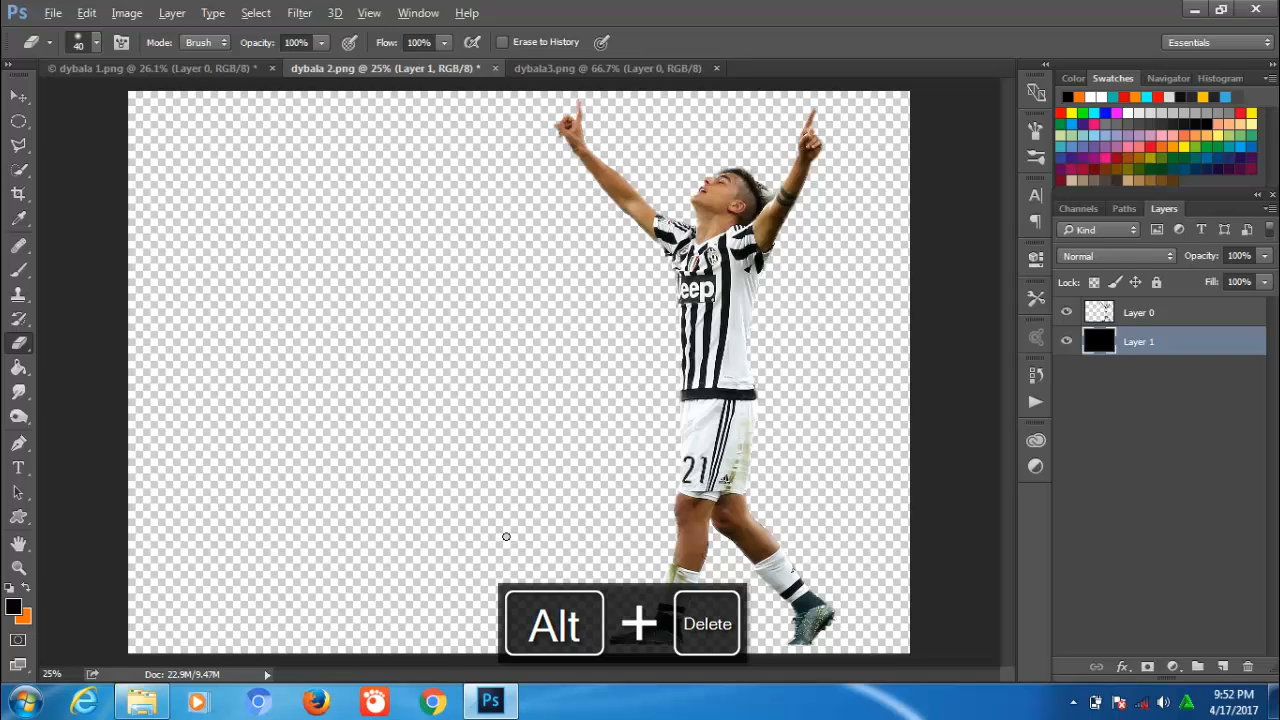 Ps File Edit Image Layer Type Select Filter 3D View Window Help
40 Mode: Brush Opacity: 100% Flow: 100% Erase to History Essentials
© dybala 1.png @ 26.1% (Layer 0, RGB/8) * × dybala 2.png @ 25% (Layer 1, RGB/8) * × dybala3.png @ 66.7% (Layer 0, RGB/8) ×
Color Swatches Navigator Histogram
Channels Paths Layers
Kind
Normal Opacity: 100%
Lock: Fill: 100%
Layer 0
Layer 1
Jeep
21
Alt + Delete
25% Doc: 22.9M/9.47M
Ps
9:52 PM
4/17/2017